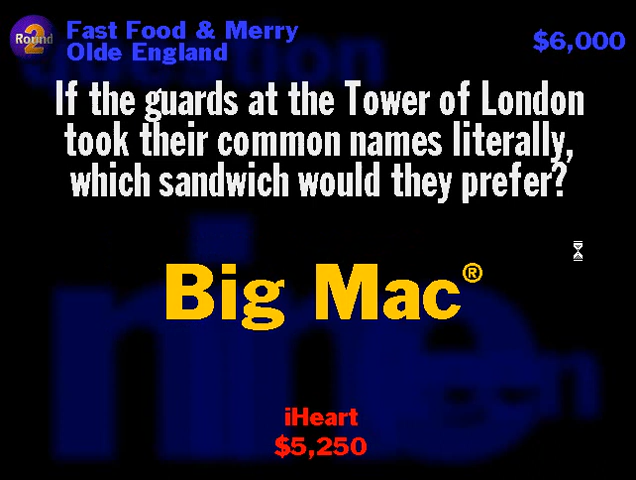 Round 2
Fast Food & Merry
Olde England
$6,000
If the guards at the Tower of London
took their common names literally,
which sandwich would they prefer?
Big Mac®
iHeart
$5,250
nine